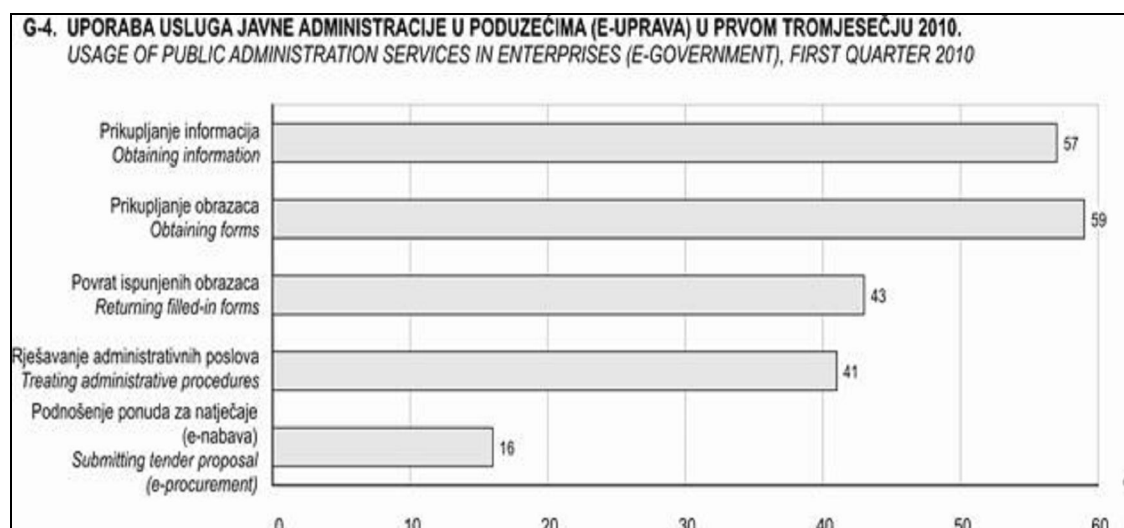 G-4. UPORABA USLUGA JAVNE ADMINISTRACIJE U PODUZEĆIMA (E-UPRAVA) U PRVOM TROMJESEČJU 2010.
USAGE OF PUBLIC ADMINISTRATION SERVICES IN ENTERPRISES (E-GOVERNMENT), FIRST QUARTER 2010
Prikupljanje informacija
Obtaining information
57
Prikupljanje obrazaca
Obtaining forms
59
Povrat ispunjenih obrazaca
Returning filled-in forms
43
Rješavanje administrativnih poslova
Treating administrative procedures
41
Podnošenje ponuda za natječaje
(e-nabava)
Submitting tender proposal
(e-procurement)
16
0 10 20 30 40 50 60